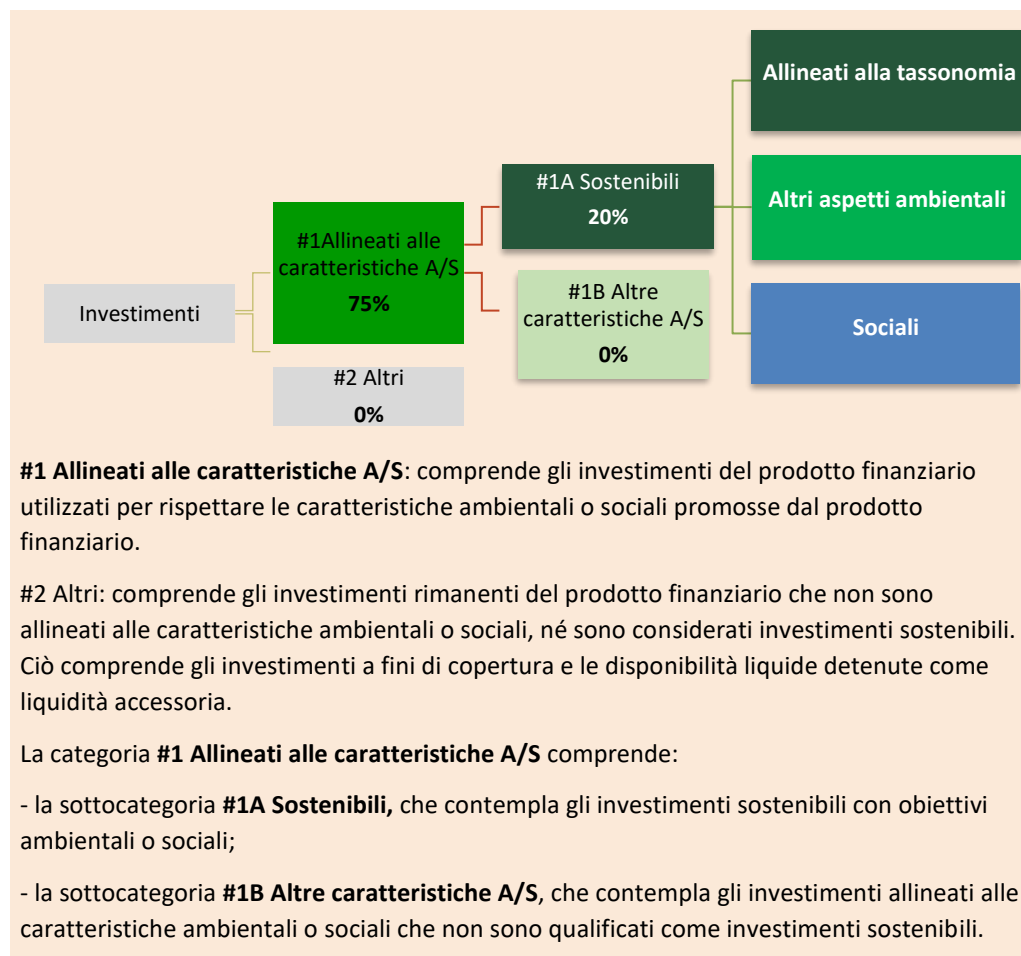 Allineati alla tassonomia
#1A Sostenibili
20%
Altri aspetti ambientali
#1Allineati alle
caratteristiche A/S
75%
#1B Altre
caratteristiche A/S
0%
Investimenti
Sociali
#2 Altri
0%
#1 Allineati alle caratteristiche A/S: comprende gli investimenti del prodotto finanziario
utilizzati per rispettare le caratteristiche ambientali o sociali promosse dal prodotto
finanziario.
#2 Altri: comprende gli investimenti rimanenti del prodotto finanziario che non sono
allineati alle caratteristiche ambientali o sociali, né sono considerati investimenti sostenibili.
Ciò comprende gli investimenti a fini di copertura e le disponibilità liquide detenute come
liquidità accessoria.
La categoria #1 Allineati alle caratteristiche A/S comprende:
- la sottocategoria #1A Sostenibili, che contempla gli investimenti sostenibili con obiettivi
ambientali o sociali;
- la sottocategoria #1B Altre caratteristiche A/S, che contempla gli investimenti allineati alle
caratteristiche ambientali o sociali che non sono qualificati come investimenti sostenibili.